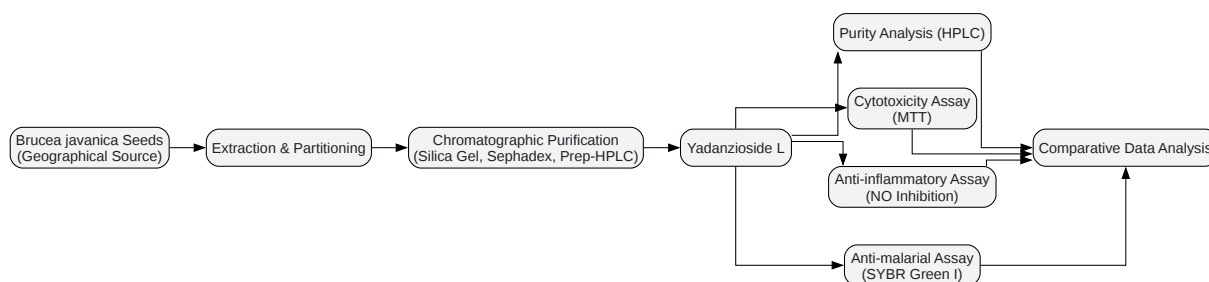 Brucea javanica Seeds
(Geographical Source)
Extraction & Partitioning
Chromatographic Purification
(Silica Gel, Sephadex, Prep-HPLC)
Yadanzioside L
Purity Analysis (HPLC)
Cytotoxicity Assay
(MTT)
Anti-inflammatory Assay
(NO Inhibition)
Anti-malarial Assay
(SYBR Green I)
Comparative Data Analysis